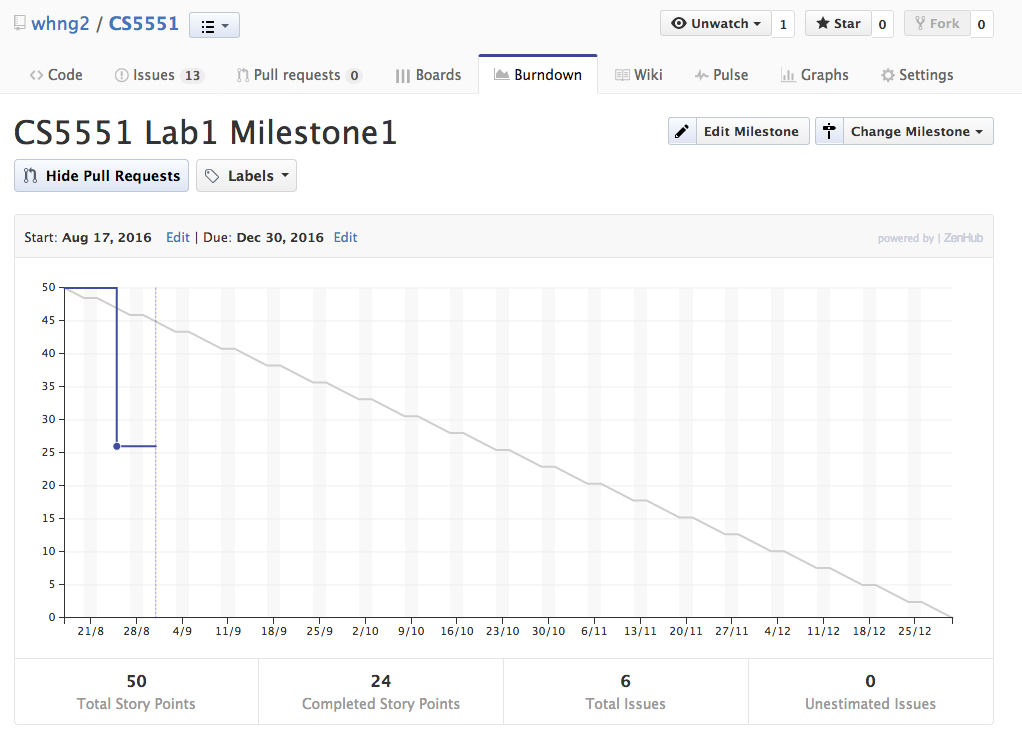 whng2 / CS5551
Unwatch 1 Star 0 Fork 0
Code Issues 13 Pull requests 0 Boards Burndown Wiki Pulse Graphs Settings
CS5551 Lab1 Milestone1
Edit Milestone Change Milestone
Hide Pull Requests Labels
Start: Aug 17, 2016 Edit | Due: Dec 30, 2016 Edit powered by | ZenHub
50
45
40
35
30
25
20
15
10
5
0
21/8 28/8 4/9 11/9 18/9 25/9 2/10 9/10 16/10 23/10 30/10 6/11 13/11 20/11 27/11 4/12 11/12 18/12 25/12
50 24 6 0
Total Story Points Completed Story Points Total Issues Unestimated Issues